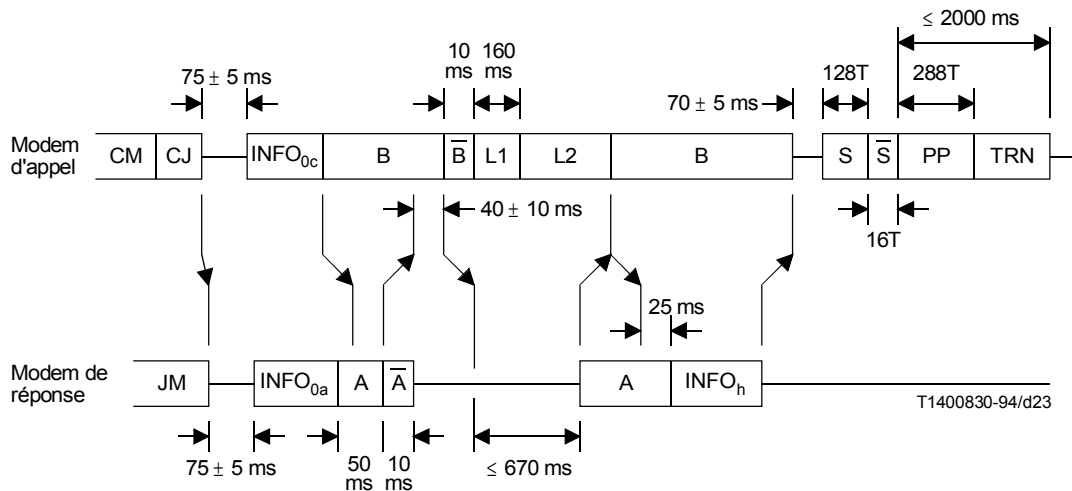 ≤ 2000 ms
10 ms
160 ms
75 ± 5 ms
128T
288T
70 ± 5 ms
Modem d'appel
CM CJ INFO0c B B̅ L1 L2 B S S̅ PP TRN
40 ± 10 ms
16T
25 ms
Modem de réponse
JM INFO0a A A̅ A INFOh
T1400830-94/d23
75 ± 5 ms
50 ms
10 ms
≤ 670 ms